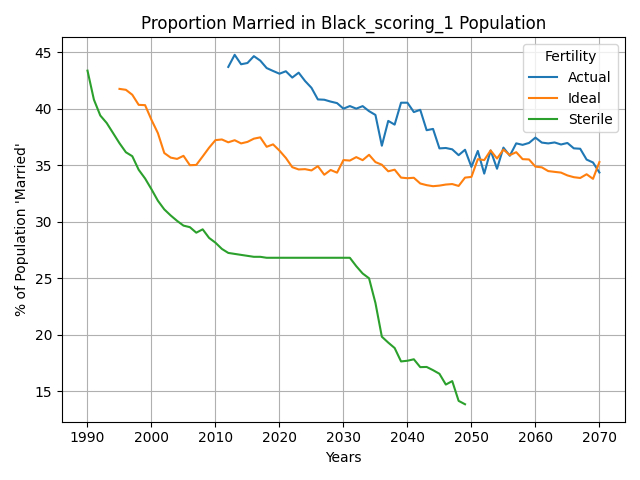 Proportion Married in Black_scoring_1 Population
Fertility
Actual
Ideal
Sterile
% of Population 'Married'
45
40
35
30
25
20
15
1990 2000 2010 2020 2030 2040 2050 2060 2070
Years